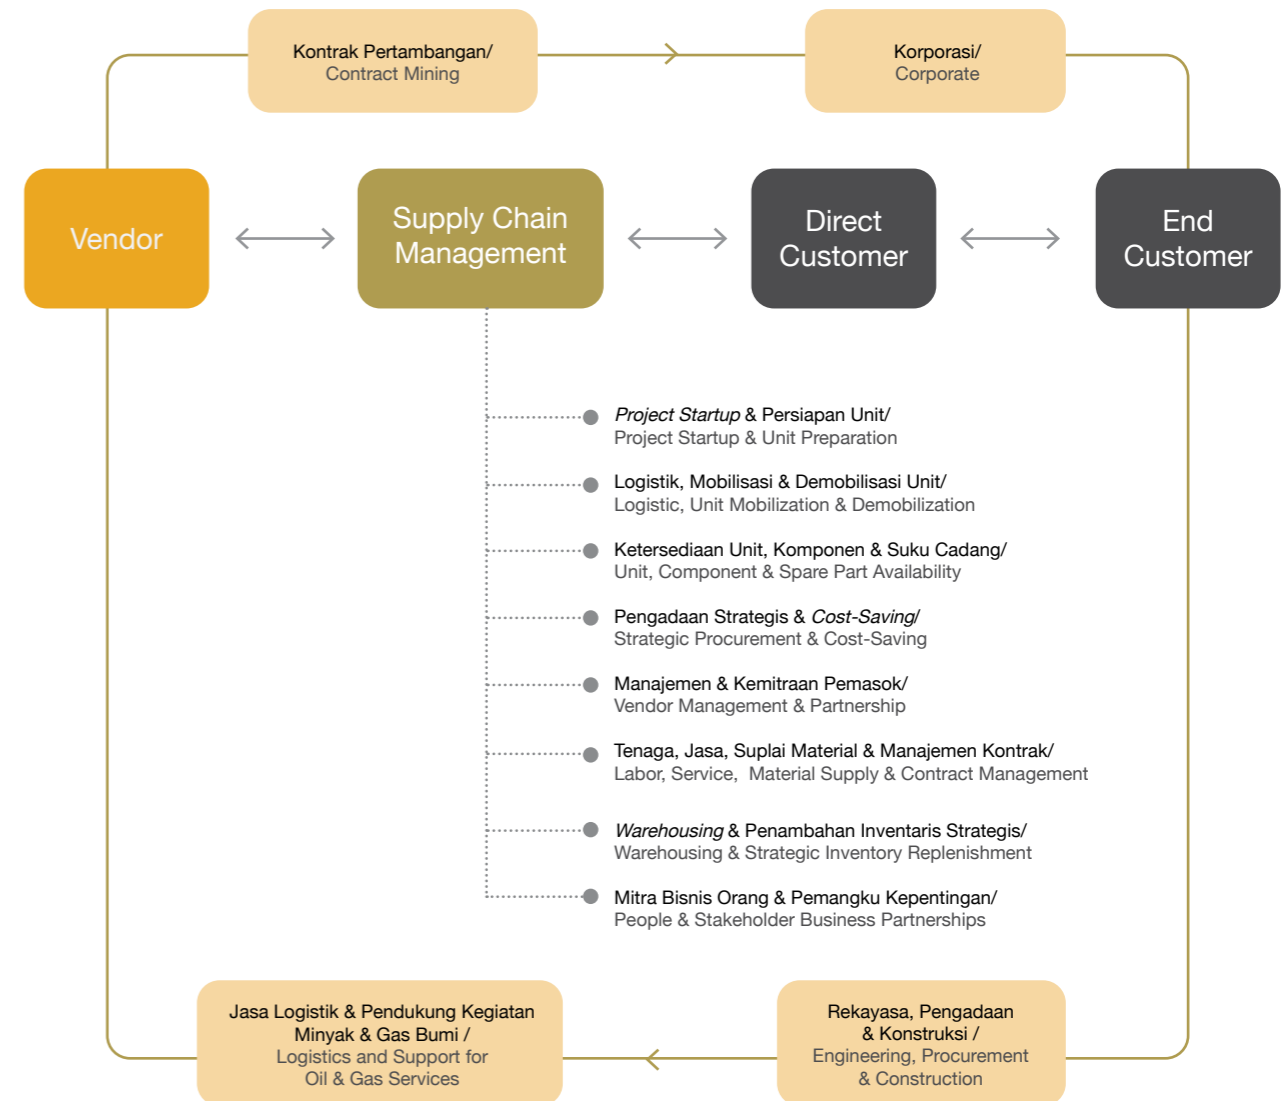 Kontrak Pertambangan/
Contract Mining
Korporasi/
Corporate
Vendor
Supply Chain
Management
Direct
Customer
End
Customer
Project Startup & Persiapan Unit/
Project Startup & Unit Preparation
Logistik, Mobilisasi & Demobilisasi Unit/
Logistic, Unit Mobilization & Demobilization
Ketersediaan Unit, Komponen & Suku Cadang/
Unit, Component & Spare Part Availability
Pengadaan Strategis & Cost-Saving/
Strategic Procurement & Cost-Saving
Manajemen & Kemitraan Pemasok/
Vendor Management & Partnership
Tenaga, Jasa, Suplai Material & Manajemen Kontrak/
Labor, Service, Material Supply & Contract Management
Warehousing & Penambahan Inventaris Strategis/
Warehousing & Strategic Inventory Replenishment
Mitra Bisnis Orang & Pemangku Kepentingan/
People & Stakeholder Business Partnerships
Jasa Logistik & Pendukung Kegiatan
Minyak & Gas Bumi /
Logistics and Support for
Oil & Gas Services
Rekayasa, Pengadaan
& Konstruksi /
Engineering, Procurement
& Construction